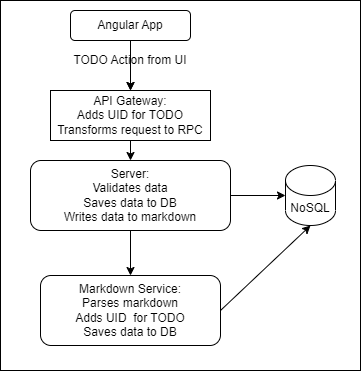 Angular App
TODO Action from UI
API Gateway:
Adds UID for TODO
Transforms request to RPC
Server:
Validates data
Saves data to DB
Writes data to markdown
NoSQL
Markdown Service:
Parses markdown
Adds UID  for TODO
Saves data to DB